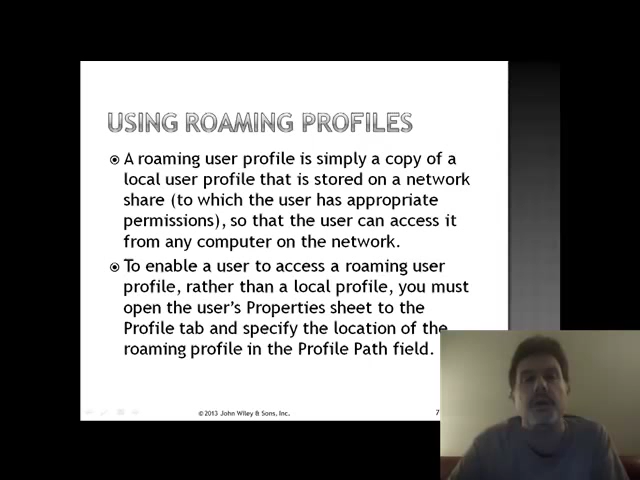 USING ROAMING PROFILES
A roaming user profile is simply a copy of a
local user profile that is stored on a network
share (to which the user has appropriate
permissions), so that the user can access it
from any computer on the network.
To enable a user to access a roaming user
profile, rather than a local profile, you must
open the user's Properties sheet to the
Profile tab and specify the location of the
roaming profile in the Profile Path field.
©2013 John Wiley & Sons, Inc. 7